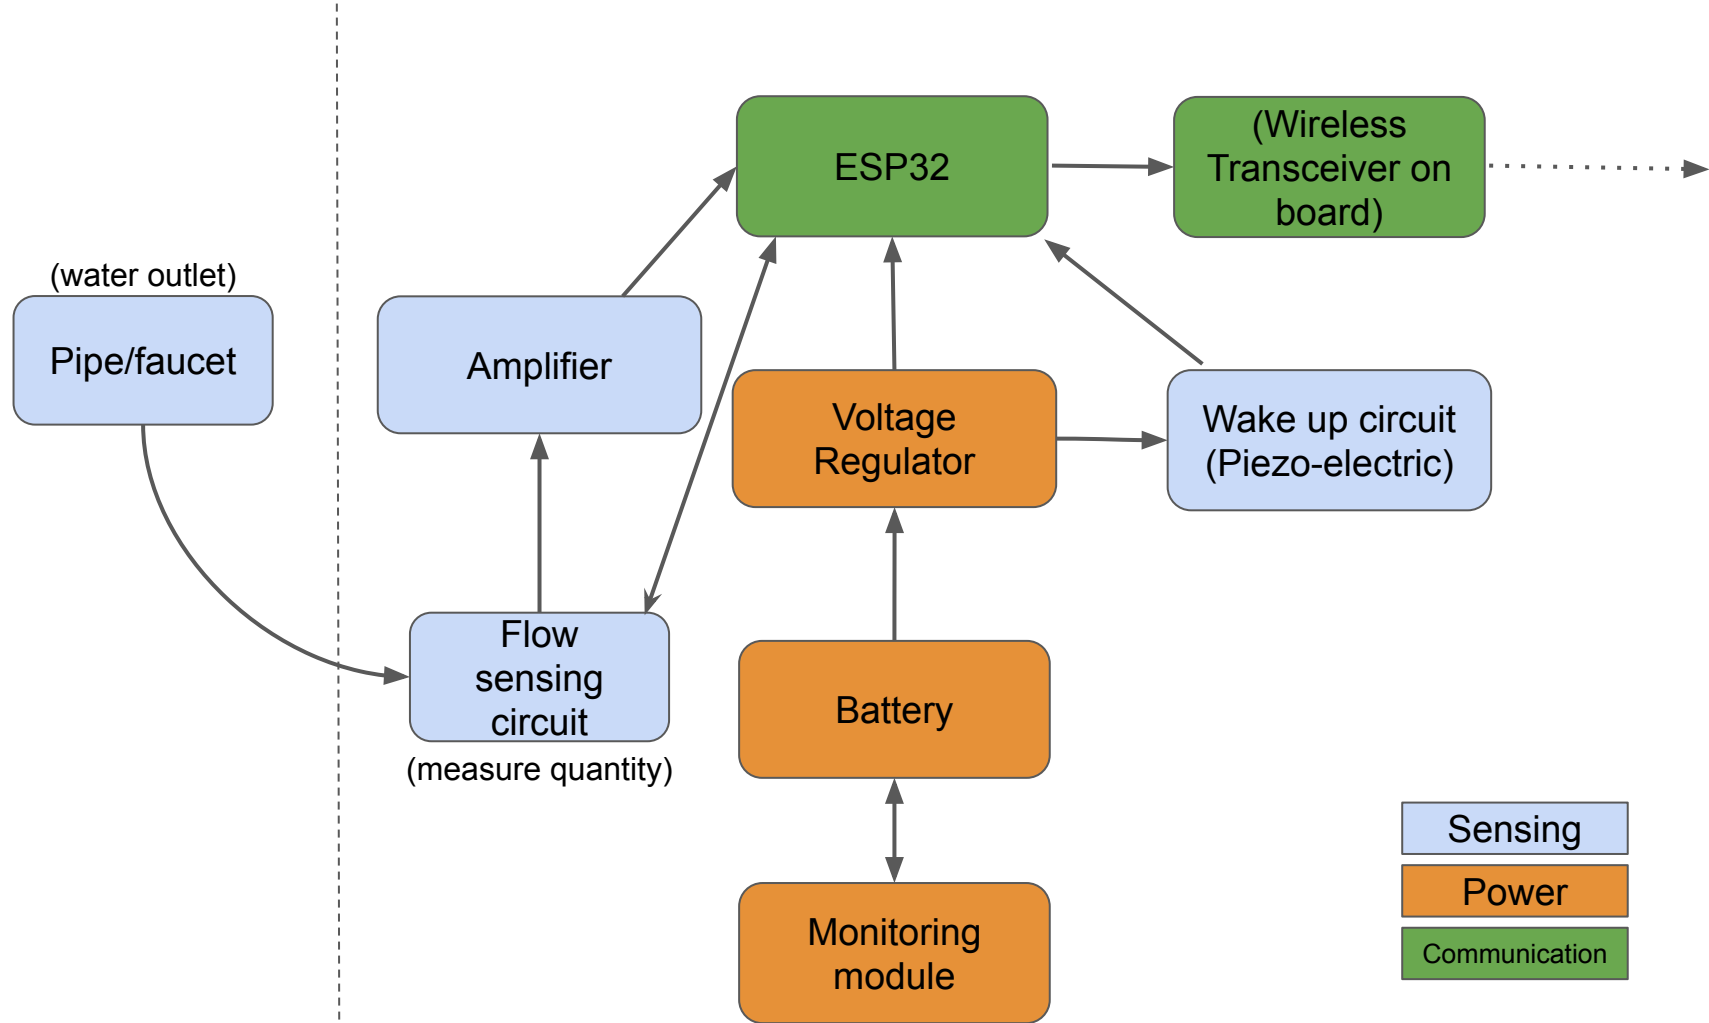 ESP32
(Wireless
Transceiver on
board)
(water outlet)
Pipe/faucet
Amplifier
Voltage
Regulator
Wake up circuit
(Piezo-electric)
Flow
sensing
circuit
(measure quantity)
Battery
Monitoring
module
Sensing
Power
Communication